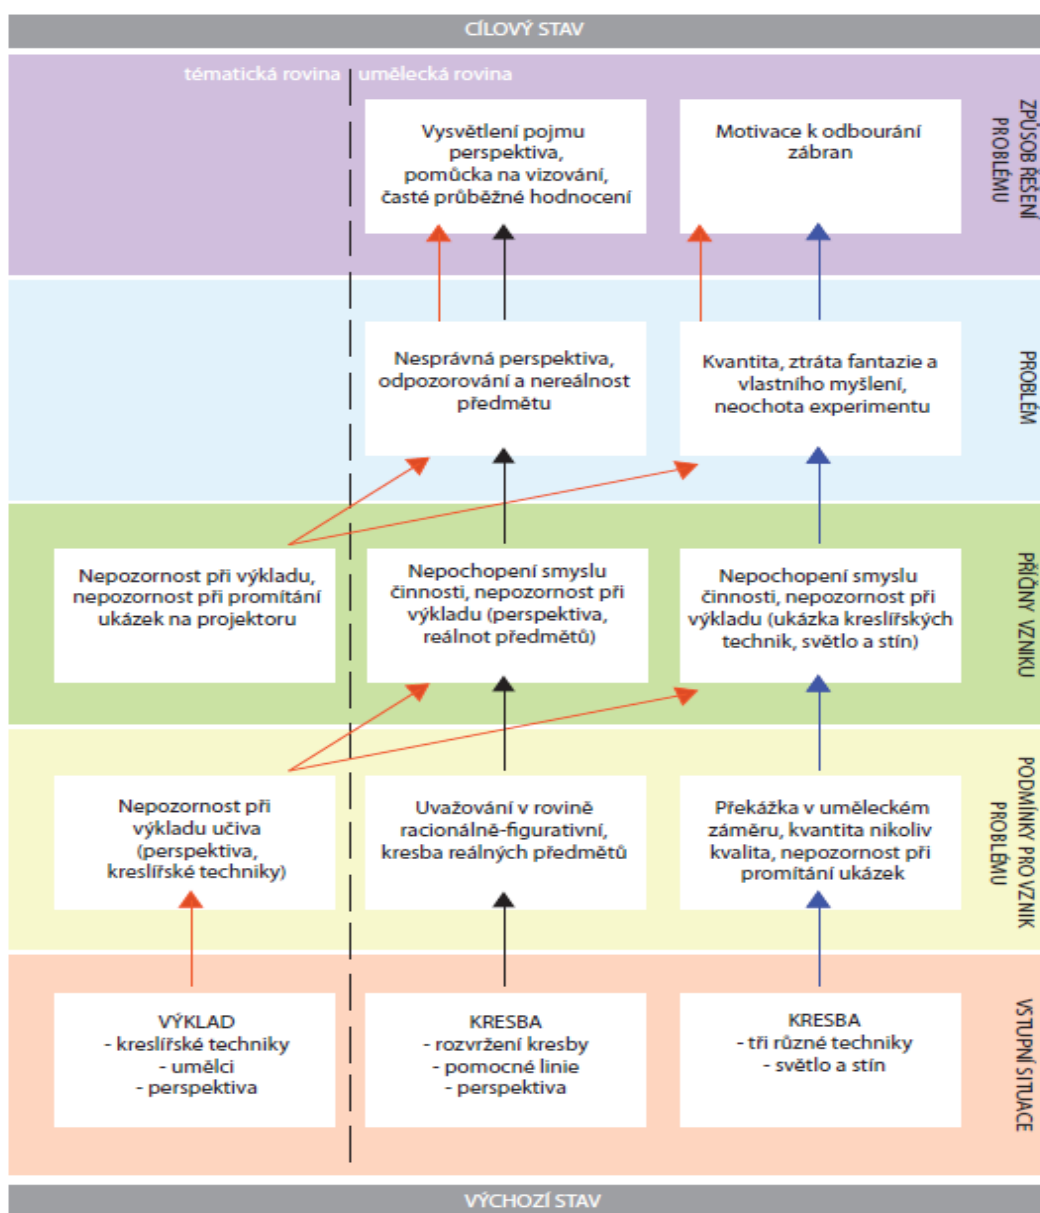 CÍLOVÝ STAV
tématická rovina
umělecká rovina
Vysvětlení pojmu
perspektiva,
pomůcka na vizování,
časté průběžné hodnocení
Motivace k odbourání
zábran
ZPŮSOB ŘEŠENÍ
PROBLÉMU
Nesprávná perspektiva,
odpozorování a nereálnost
předmětu
Kvantita, ztráta fantazie a
vlastního myšlení,
neochota experimentu
PROBLÉM
Nepozornost při výkladu,
nepozornost při promítání
ukázek na projektoru
Nepochopení smyslu
činnosti, nepozornost při
výkladu (perspektiva,
reálnot předmětů)
Nepochopení smyslu
činnosti, nepozornost při
výkladu (ukázka kreslířských
technik, světlo a stín)
PŘÍČINY VZNIKU
Nepozornost při
výkladu učiva
(perspektiva,
kreslířské techniky)
Uvažování v rovině
racionálně-figurativní,
kresba reálných předmětů
Překážka v uměleckém
záměru, kvantita nikoliv
kvalita, nepozornost při
promítání ukázek
PODMÍNKY PRO VZNIK
PROBLÉMU
VÝKLAD
- kreslířské techniky
- umělci
- perspektiva
KRESBA
- rozvržení kresby
- pomocné linie
- perspektiva
KRESBA
- tři různé techniky
- světlo a stín
VSTUPNÍ SITUACE
VÝCHOZÍ STAV